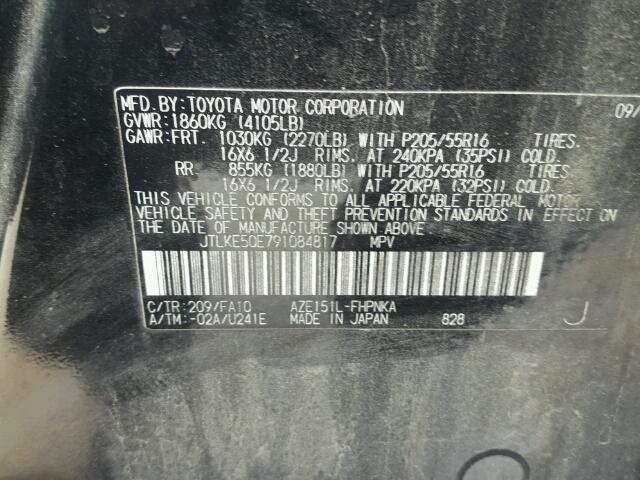 MFD.BY:TOYOTA MOTOR CORPORATION 09/
GVWR:1860KG (4105LB)
GAWR:FRT. 1030KG (2270LB) WITH P205/55R16 TIRES.
16X6 1/2J RIMS. AT 240KPA (35PSI) COLD.
RR. 855KG (1880LB) WITH P205/55R16 TIRES.
16X6 1/2J RIMS. AT 220KPA (32PSI) COLD.
THIS VEHICLE CONFORMS TO ALL APPLICABLE FEDERAL MOTOR
VEHICLE SAFETY AND THEFT PREVENTION STANDARDS IN EFFECT ON
THE DATE OF MANUFACTURE SHOWN ABOVE.
JTLKE50E791084817 MPV
C/TR:209/FA10 AZE151L-FHPNKA
A/TM:-02A/U241E MADE IN JAPAN 828 J